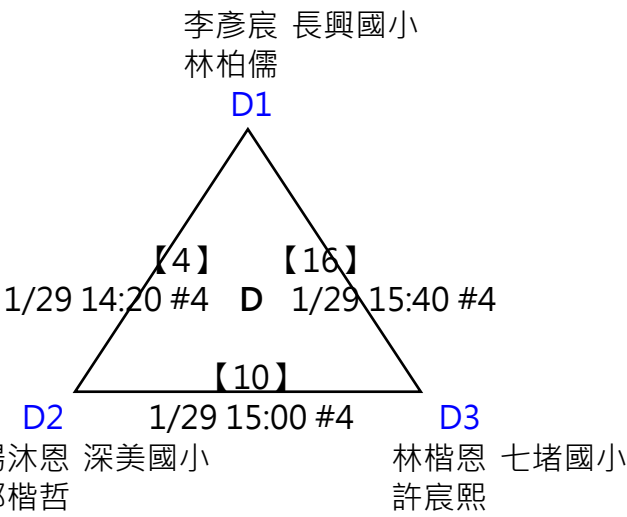 李彥宸 長興國小
林柏儒
D1
【4】 【16】
1/29 14:20 #4 D 1/29 15:40 #4
【10】
D2 1/29 15:00 #4 D3
沐恩 深美國小 林楷恩 七堵國小
楷哲 許宸熙